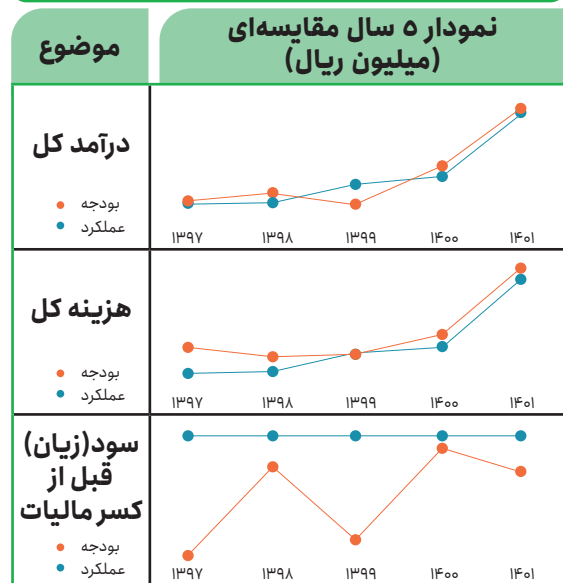 موضوع
نمودار ۵ سال مقایسه‌ای
(میلیون ریال)
درآمد کل
بودجه
عملکرد
۱۳۹۷ ۱۳۹۸ ۱۳۹۹ ۱۴۰۰ ۱۴۰۱
هزینه کل
بودجه
عملکرد
۱۳۹۷ ۱۳۹۸ ۱۳۹۹ ۱۴۰۰ ۱۴۰۱
سود(زیان)
قبل از
کسر مالیات
بودجه
عملکرد
۱۳۹۷ ۱۳۹۸ ۱۳۹۹ ۱۴۰۰ ۱۴۰۱